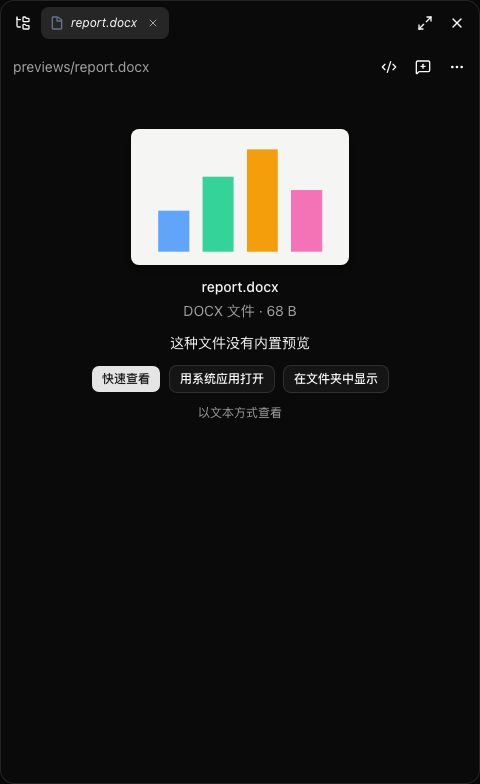 report.docx
previews/report.docx
report.docx
DOCX 文件 · 68 B
这种文件没有内置预览
快速查看 用系统应用打开 在文件夹中显示
以文本方式查看